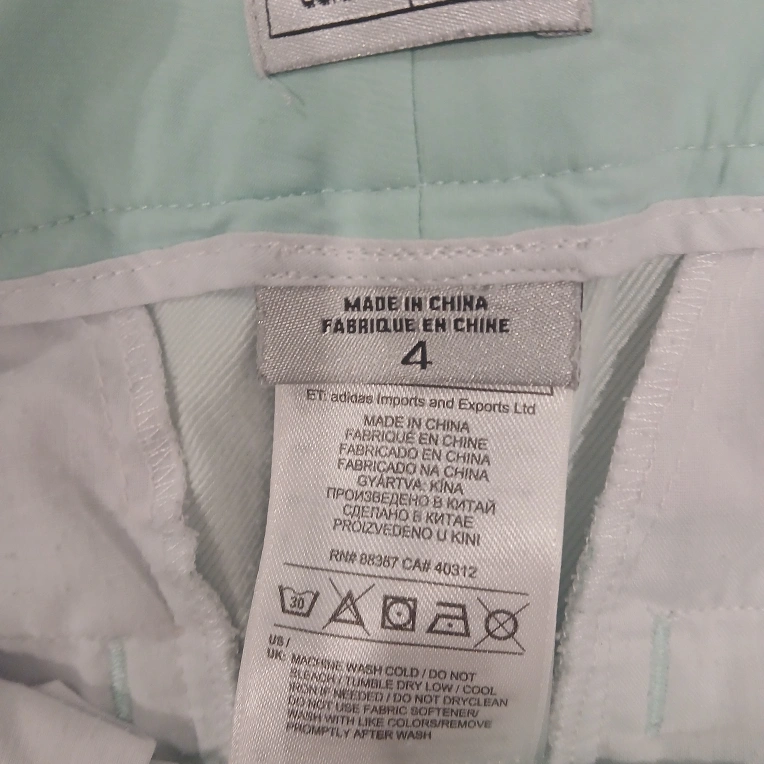 MADE IN CHINA
FABRIQUE EN CHINE
4
ET: adidas Imports and Exports Ltd
MADE IN CHINA
FABRIQUÉ EN CHINE
FABRICADO EN CHINA
FABRICADO NA CHINA
GYÁRTVA: KÍNA
ПРОИЗВЕДЕНО В КИТАЙ
СДЕЛАНО В КИТАЕ
PROIZVEDENO U KINI
RN# 88387 CA# 40312
30
US /
UK: MACHINE WASH COLD / DO NOT
BLEACH / TUMBLE DRY LOW / COOL
IRON IF NEEDED / DO NOT DRYCLEAN
DO NOT USE FABRIC SOFTENER/
WASH WITH LIKE COLORS/REMOVE
PROMPTLY AFTER WASH